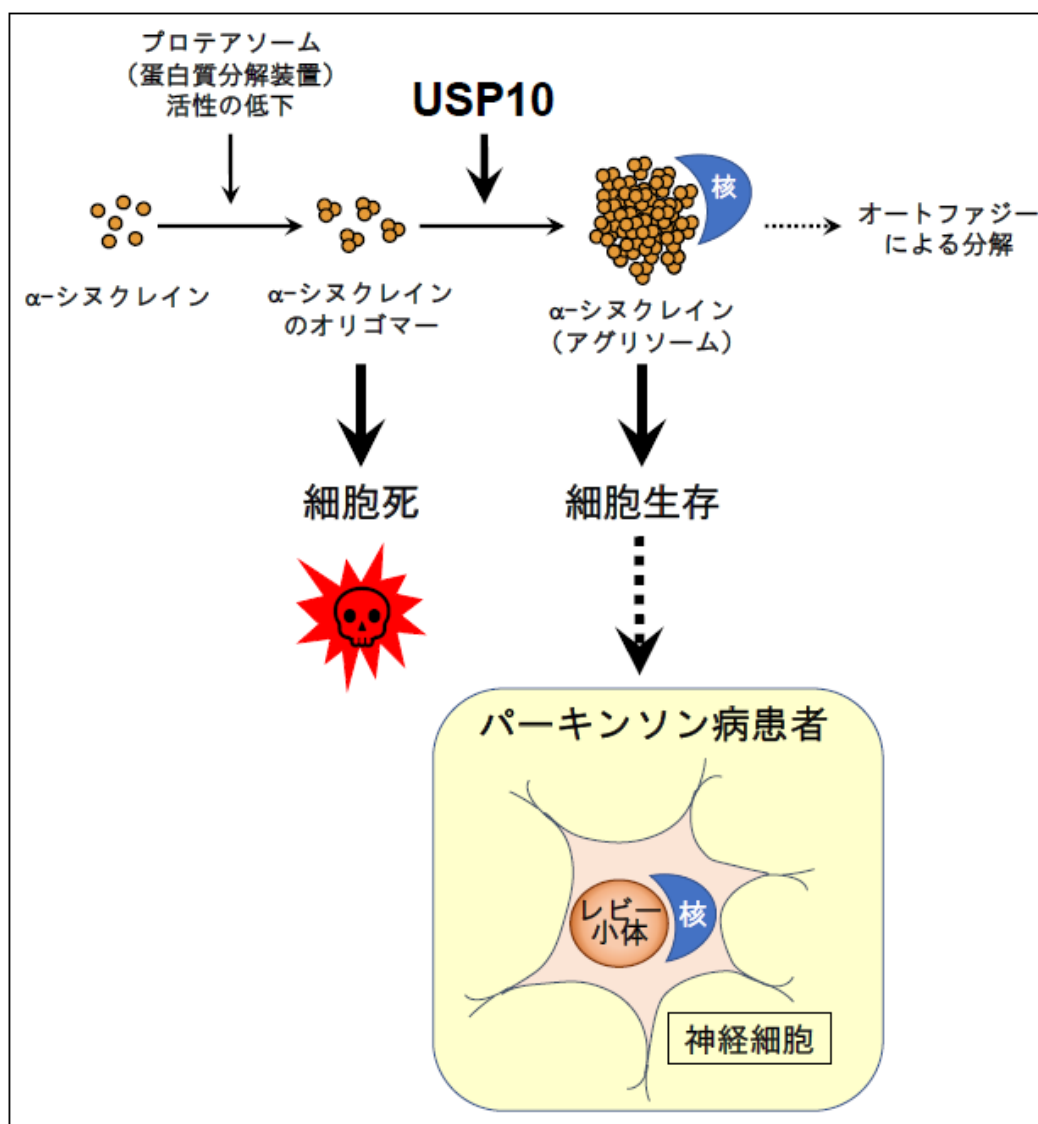 プロテアソーム
（蛋白質分解装置）
活性の低下
USP10
核
オートファジー
による分解
α-シヌクレイン
α-シヌクレイン
のオリゴマー
α-シヌクレイン
（アグリソーム）
細胞死
細胞生存
パーキンソン病患者
レビー
小体
核
神経細胞